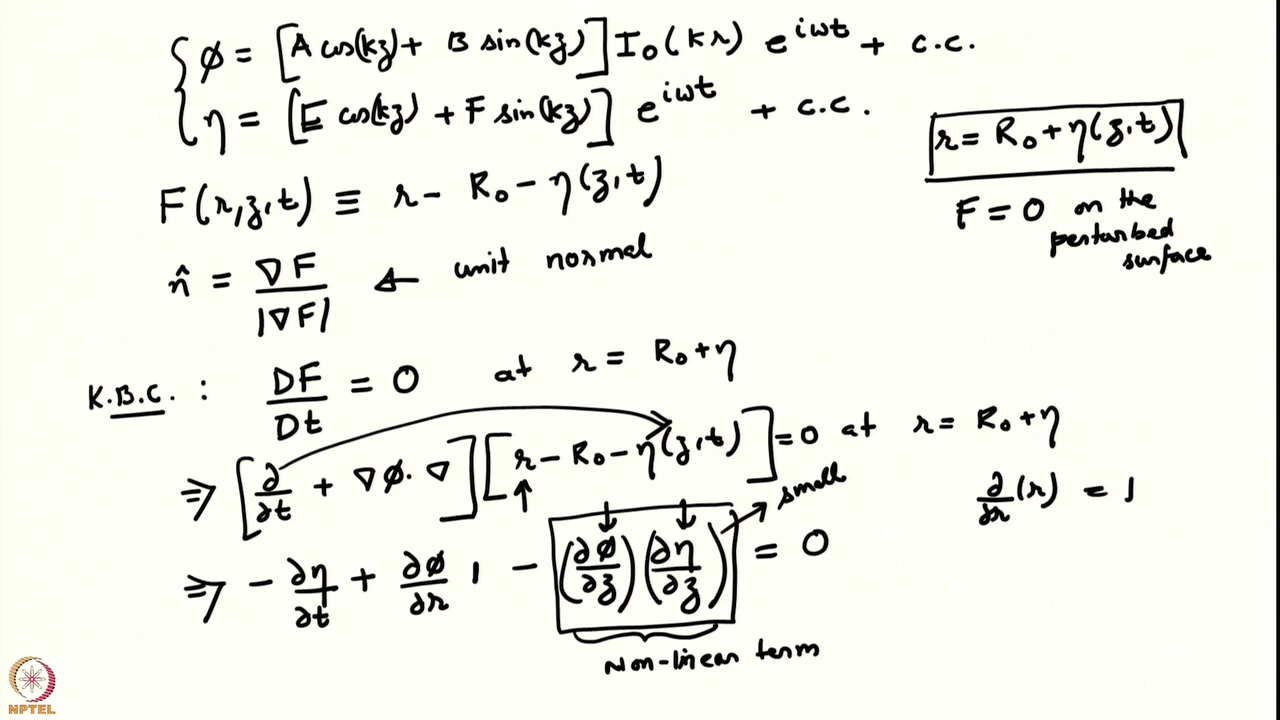 φ = [A cos(kz) + B sin(kz)] I₀(kr) e^{iωt} + c.c.
η = [E cos(kz) + F sin(kz)] e^{iωt} + c.c.
r = R₀ + η(z,t)
F(r,z,t) ≡ r - R₀ - η(z,t)
F = 0 on the
perturbed
surface
n̂ = ∇F / |∇F| ← unit normal
K.B.C. : DF/Dt = 0 at r = R₀ + η
⇒ [∂/∂t + ∇φ·∇] [r - R₀ - η(z,t)] = 0 at r = R₀ + η
small
∂/∂r (r) = 1
⇒ - ∂η/∂t + ∂φ/∂r · 1 - (∂φ/∂z)(∂η/∂z) = 0
Non-linear term
NPTEL